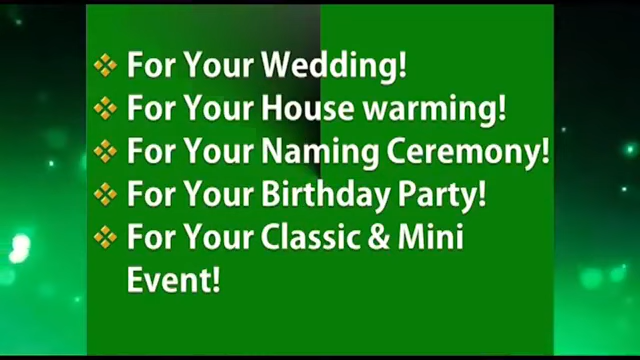 For Your Wedding!
For Your House warming!
For Your Naming Ceremony!
For Your Birthday Party!
For Your Classic & Mini
Event!